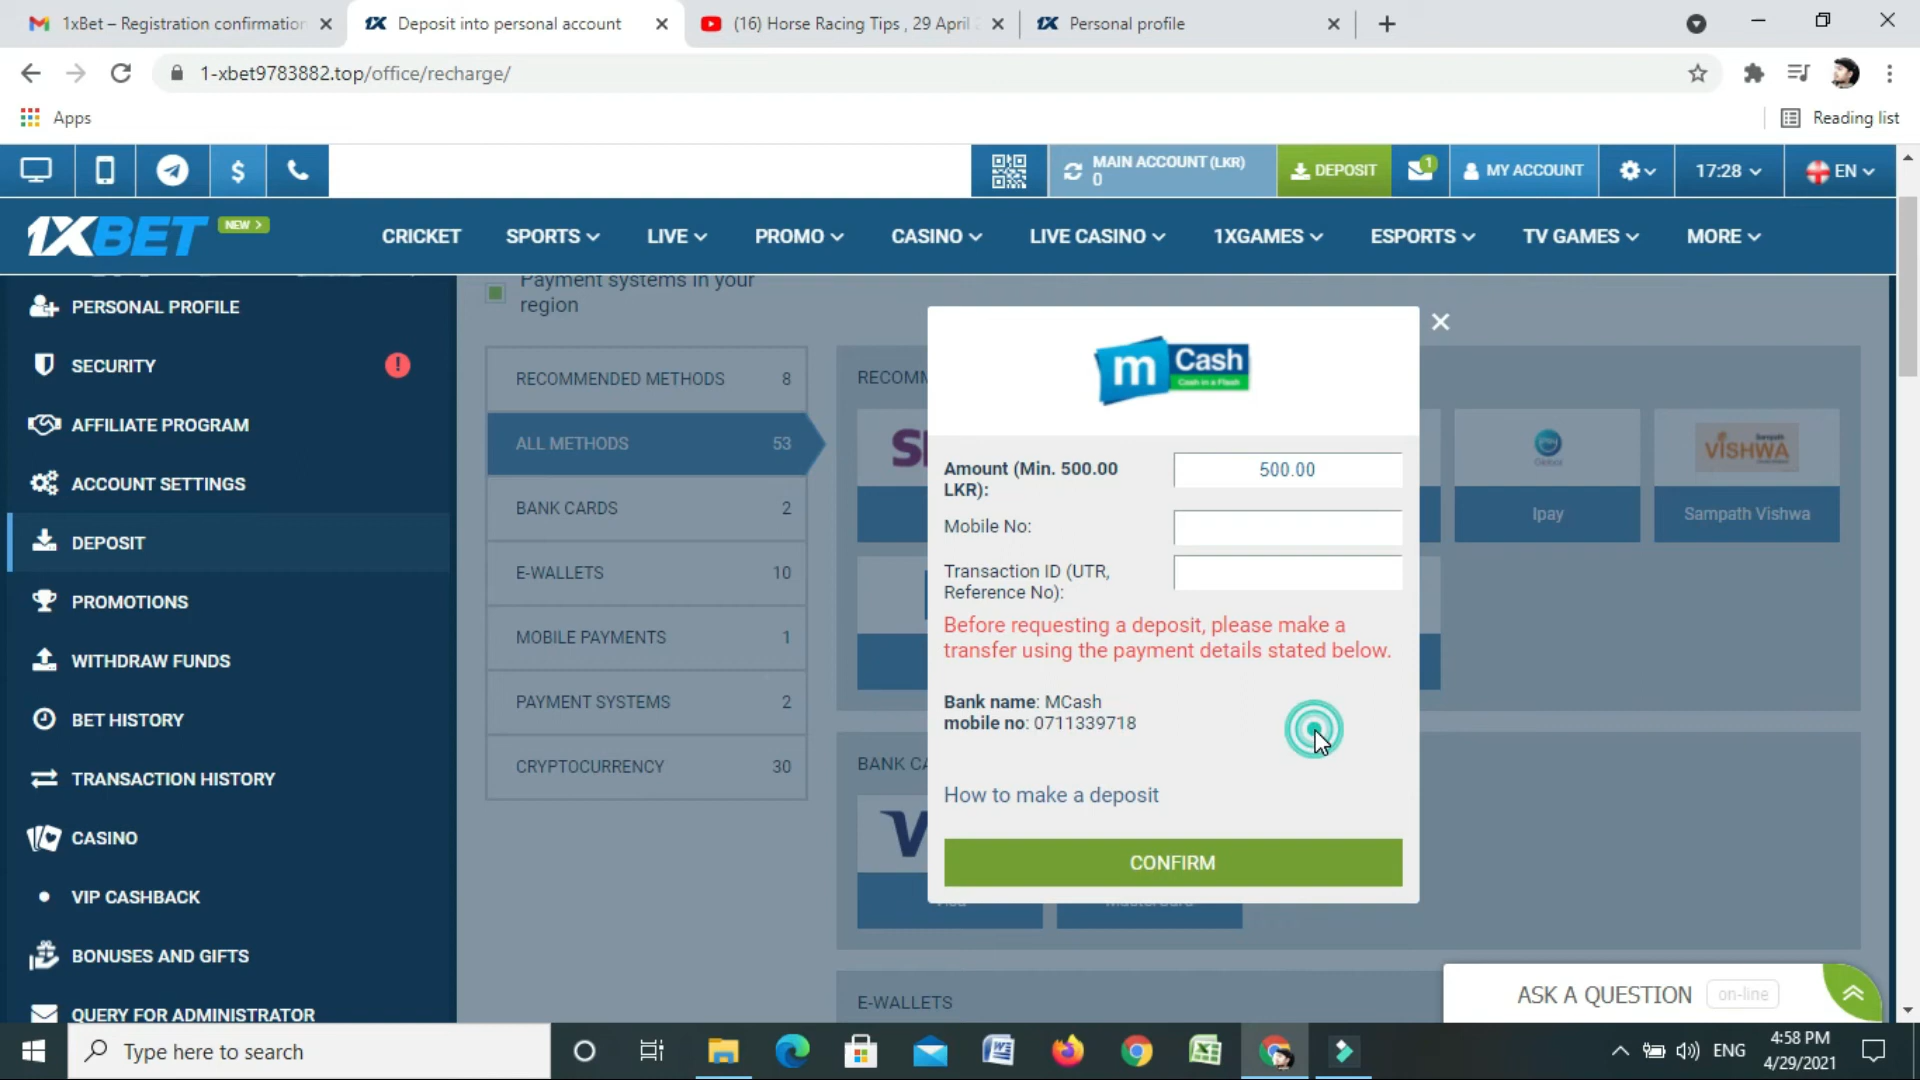 1xBet – Registration confirmation
Deposit into personal account
(16) Horse Racing Tips , 29 April
Personal profile
1-xbet9783882.top/office/recharge/
Apps
Reading list
MAIN ACCOUNT (LKR)
0
DEPOSIT
1
MY ACCOUNT
17:28
EN
1XBET
NEW >
CRICKET
SPORTS
LIVE
PROMO
CASINO
LIVE CASINO
1XGAMES
ESPORTS
TV GAMES
MORE
PERSONAL PROFILE
SECURITY
!
AFFILIATE PROGRAM
ACCOUNT SETTINGS
DEPOSIT
PROMOTIONS
WITHDRAW FUNDS
BET HISTORY
TRANSACTION HISTORY
CASINO
VIP CASHBACK
BONUSES AND GIFTS
QUERY FOR ADMINISTRATOR
Payment systems in your
region
RECOMMENDED METHODS 8
ALL METHODS 53
BANK CARDS 2
E-WALLETS 10
MOBILE PAYMENTS 1
PAYMENT SYSTEMS 2
CRYPTOCURRENCY 30
Ipay
Sampath
VISHWA
Sampath Vishwa
E-WALLETS
m Cash
Cash in a Flash
Amount (Min. 500.00
LKR):
500.00
Mobile No:
Transaction ID (UTR,
Reference No):
Before requesting a deposit, please make a
transfer using the payment details stated below.
Bank name: MCash
mobile no: 0711339718
How to make a deposit
CONFIRM
ASK A QUESTION
on-line
Type here to search
ENG
4:58 PM
4/29/2021